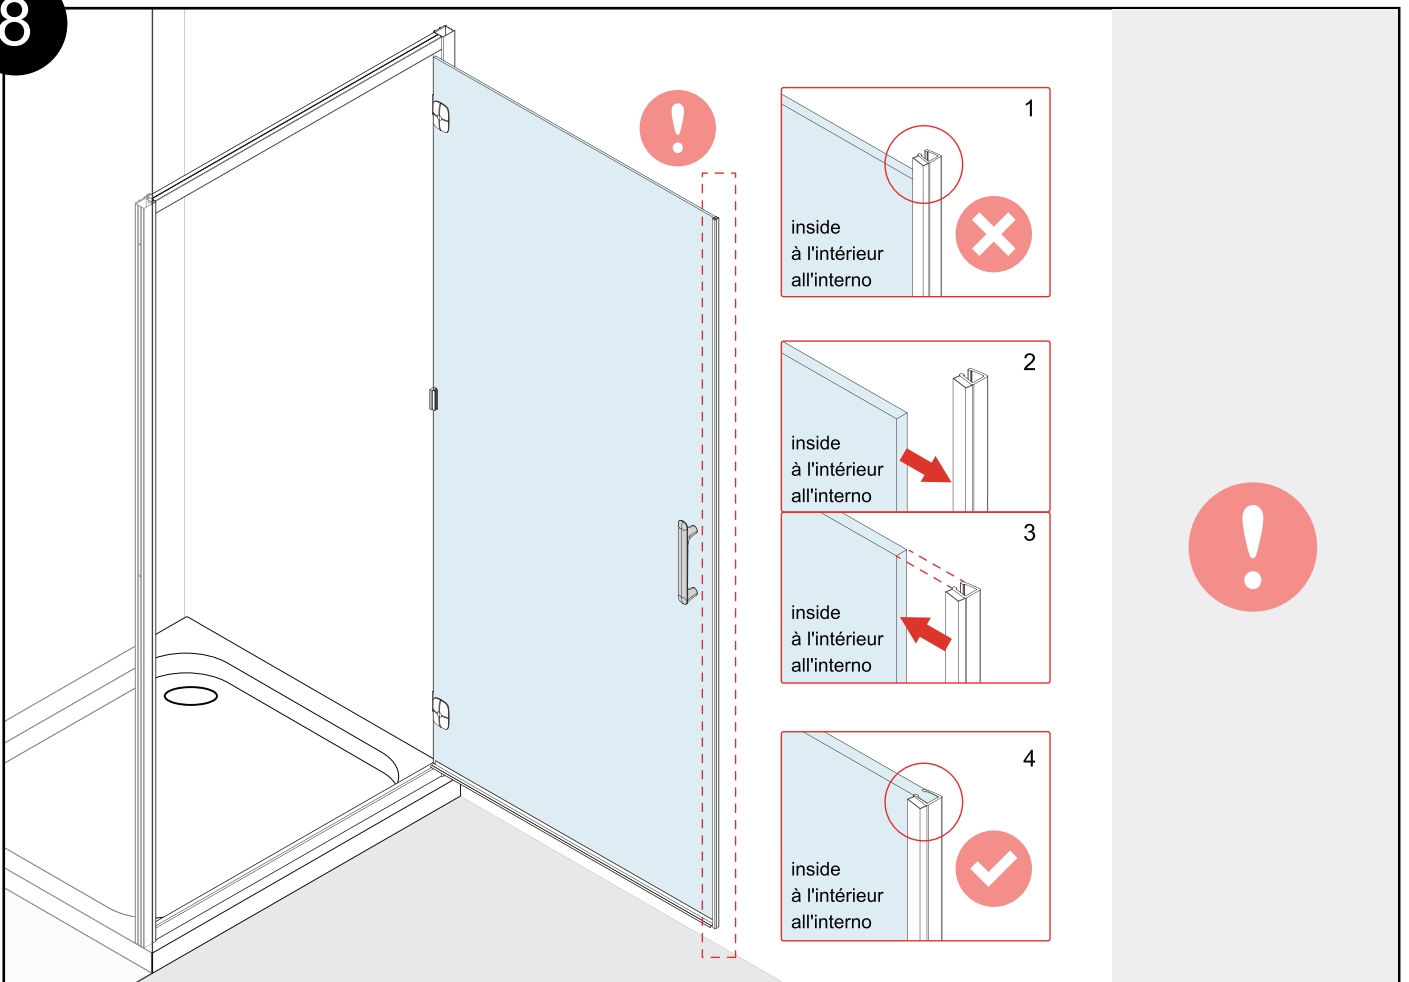 8
1
inside
à l'intérieur
all'interno
2
inside
à l'intérieur
all'interno
3
inside
à l'intérieur
all'interno
4
inside
à l'intérieur
all'interno